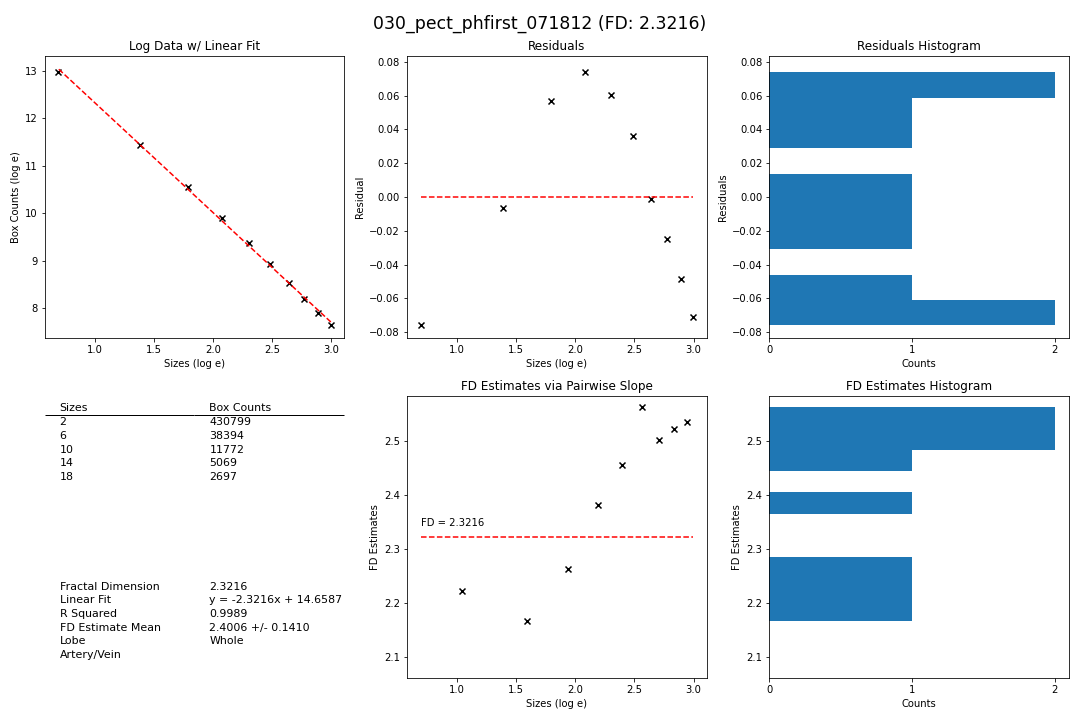 030_pect_phfirst_071812 (FD: 2.3216)
Log Data w/ Linear Fit
Box Counts (log e)
13
12
11
10
9
8
1.0 1.5 2.0 2.5 3.0
Sizes (log e)
Residuals
Residual
0.08
0.06
0.04
0.02
0.00
−0.02
−0.04
−0.06
−0.08
1.0 1.5 2.0 2.5 3.0
Sizes (log e)
Residuals Histogram
Residuals
0.08
0.06
0.04
0.02
0.00
−0.02
−0.04
−0.06
−0.08
0 1 2
Counts
Sizes Box Counts
2 430799
6 38394
10 11772
14 5069
18 2697
Fractal Dimension 2.3216
Linear Fit y = -2.3216x + 14.6587
R Squared 0.9989
FD Estimate Mean 2.4006 +/- 0.1410
Lobe Whole
Artery/Vein
FD Estimates via Pairwise Slope
FD Estimates
2.5
2.4
2.3
2.2
2.1
FD = 2.3216
1.0 1.5 2.0 2.5 3.0
Sizes (log e)
FD Estimates Histogram
FD Estimates
2.5
2.4
2.3
2.2
2.1
0 1 2
Counts